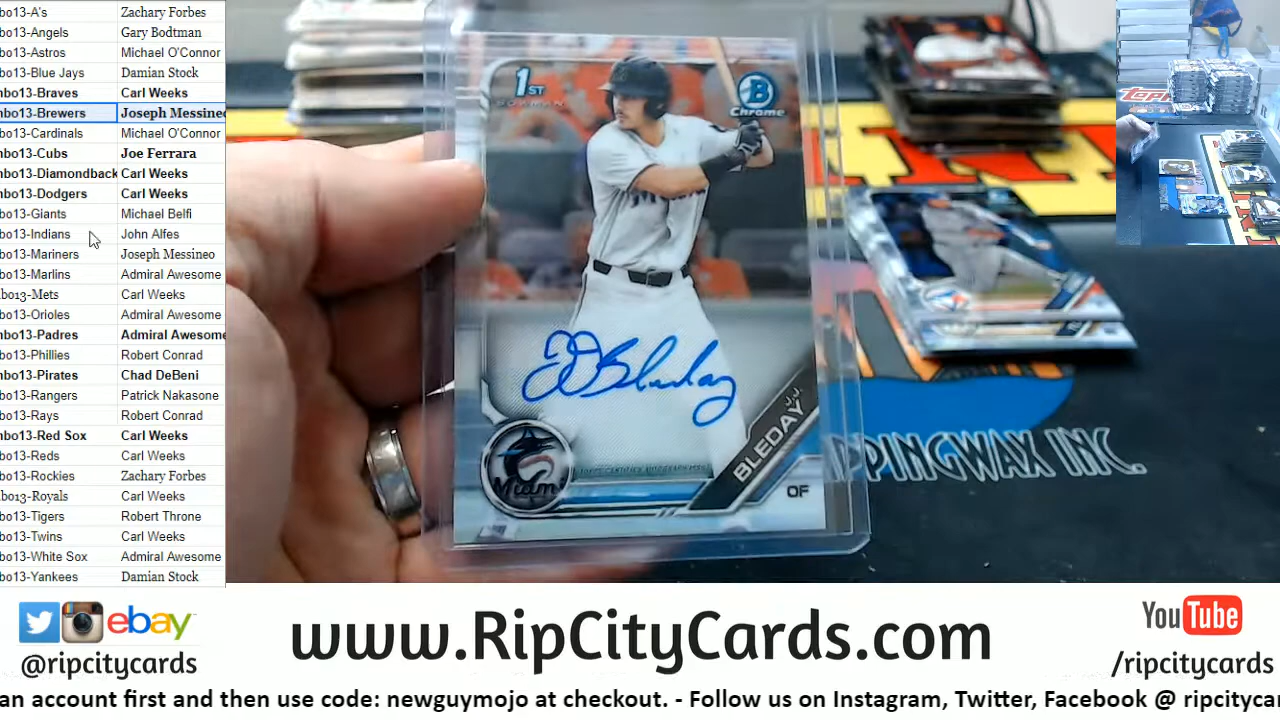 bo13-A's Zachary Forbes
bo13-Angels Gary Bodtman
bo13-Astros Michael O'Connor
bo13-Blue Jays Damian Stock
bo13-Braves Carl Weeks
nbo13-Brewers Joseph Messineo
bo13-Cardinals Michael O'Connor
nbo13-Cubs Joe Ferrara
nbo13-Diamondback Carl Weeks
nbo13-Dodgers Carl Weeks
bo13-Giants Michael Belfi
bo13-Indians John Alfes
bo13-Mariners Joseph Messineo
bo13-Marlins Admiral Awesome
bo13-Mets Carl Weeks
bo13-Orioles Admiral Awesome
nbo13-Padres Admiral Awesome
bo13-Phillies Robert Conrad
nbo13-Pirates Chad DeBeni
bo13-Rangers Patrick Nakasone
bo13-Rays Robert Conrad
nbo13-Red Sox Carl Weeks
bo13-Reds Carl Weeks
bo13-Rockies Zachary Forbes
bo13-Royals Carl Weeks
bo13-Tigers Robert Throne
bo13-Twins Carl Weeks
bo13-White Sox Admiral Awesome
bo13-Yankees Damian Stock
1ST
BOWMAN
B
Chrome
JJ Bleday
J.J.
BLEDAY
OF
Miami
PPINGWAX INC.
topps
ebay
@ripcitycards
www.RipCityCards.com
YouTube
/ripcitycards
an account first and then use code: newguymojo at checkout. - Follow us on Instagram, Twitter, Facebook @ ripcitycar